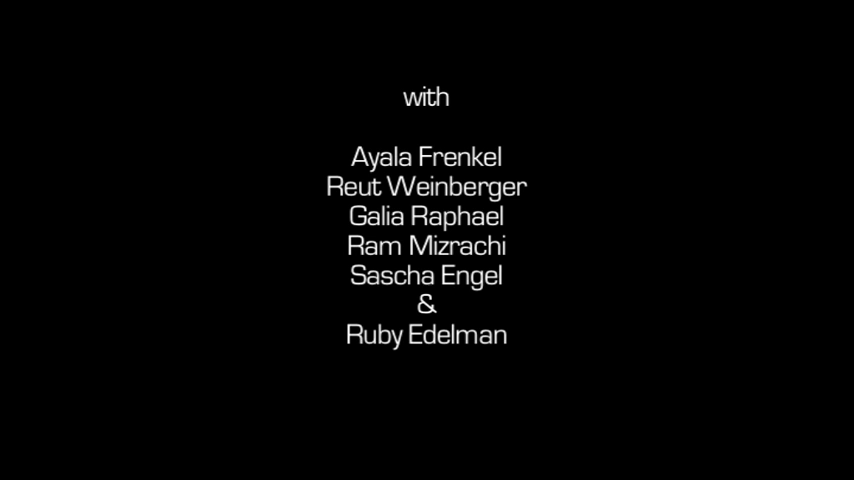 with
Ayala Frenkel
Reut Weinberger
Galia Raphael
Ram Mizrachi
Sascha Engel
&
Ruby Edelman